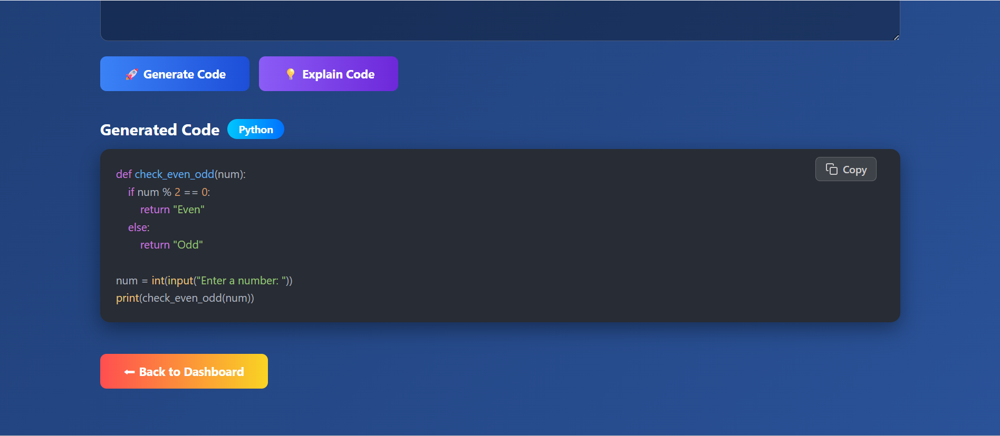 🚀 Generate Code 💡 Explain Code
Generated Code Python
Copy
def check_even_odd(num):
    if num % 2 == 0:
        return "Even"
    else:
        return "Odd"

num = int(input("Enter a number: "))
print(check_even_odd(num))
⬅ Back to Dashboard